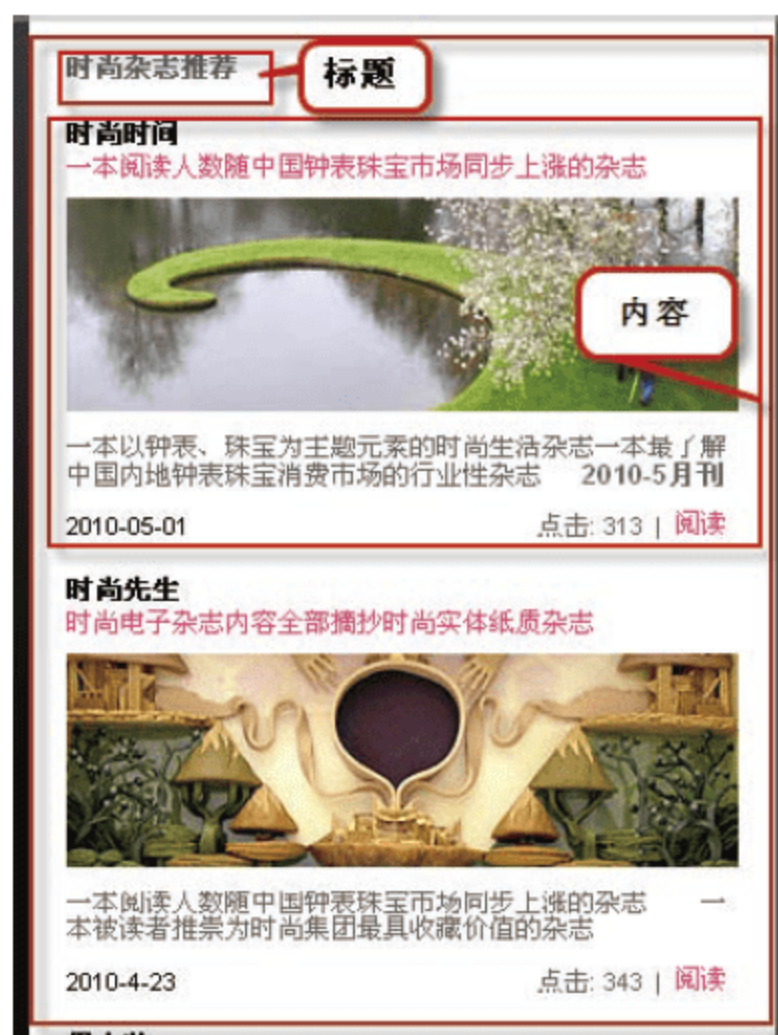 时尚杂志推荐
标题
时尚时间
一本阅读人数随中国钟表珠宝市场同步上涨的杂志
内容
一本以钟表、珠宝为主题元素的时尚生活杂志一本最了解
中国内地钟表珠宝消费市场的行业性杂志 2010-5月刊
2010-05-01 点击: 313 | 阅读
时尚先生
时尚电子杂志内容全部摘抄时尚实体纸质杂志
一本阅读人数随中国钟表珠宝市场同步上涨的杂志 一
本被读者推崇为时尚集团最具收藏价值的杂志
2010-4-23 点击: 343 | 阅读